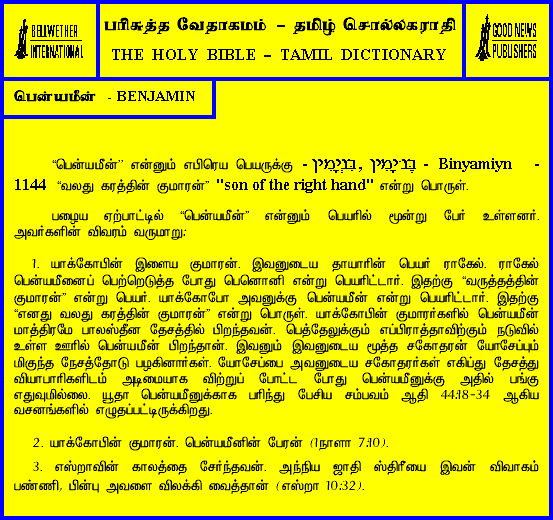 BELLWETHER
INTERNATIONAL
பரிசுத்த வேதாகமம் – தமிழ் சொல்லகராதி
THE HOLY BIBLE – TAMIL DICTIONARY
GOOD NEWS
PUBLISHERS
பென்யமீன் - BENJAMIN
“பென்யமீன்” என்னும் எபிரெய பெயருக்கு - בִּנְיָמִין , בִּנְיָמִין - Binyamiyn -
1144 “வலது கரத்தின் குமாரன்” "son of the right hand" என்று பொருள்.
பழைய ஏற்பாட்டில் “பென்யமீன்” என்னும் பெயரில் மூன்று பேர் உள்ளனர்.
அவர்களின் விவரம் வருமாறு:
1. யாக்கோபின் இளைய குமாரன். இவனுடைய தாயாரின் பெயர் ராகேல். ராகேல்
பென்யமீனைப் பெற்றெடுத்த போது பெனொனி என்று பெயரிட்டார். இதற்கு “வருத்தத்தின்
குமாரன்” என்று பெயர். யாக்கோபோ அவனுக்கு பென்யமீன் என்று பெயரிட்டார். இதற்கு
“எனது வலது கரத்தின் குமாரன்” என்று பொருள். யாக்கோபின் குமாரர்களில் பென்யமீன்
மாத்திரமே பாலஸ்தீன தேசத்தில் பிறந்தவன். பெத்தேலுக்கும் எப்பிராத்தாவிற்கும் நடுவில்
உள்ள ஊரில் பென்யமீன் பிறந்தான். இவனும் இவனுடைய மூத்த சகோதரன் யோசேப்பும்
மிகுந்த நேசத்தோடு பழகினார்கள். யோசேப்பை அவனுடைய சகோதரர்கள் எகிப்து தேசத்து
வியாபாரிகளிடம் அடிமையாக விற்றுப் போட்ட போது பென்யமீனுக்கு அதில் பங்கு
எதுவுமில்லை. யூதா பென்யமீனுக்காக பரிந்து பேசிய சம்பவம் ஆதி 44:18-34 ஆகிய
வசனங்களில் எழுதப்பட்டிருக்கிறது.
2. யாக்கோபின் குமாரன். பென்யமீனின் பேரன் (1நாளா 7:10).
3. எஸ்றாவின் காலத்தை சேர்ந்தவன். அந்நிய ஜாதி ஸ்திரீயை இவன் விவாகம்
பண்ணி, பின்பு அவளை விலக்கி வைத்தான் (எஸ்றா 10:32).